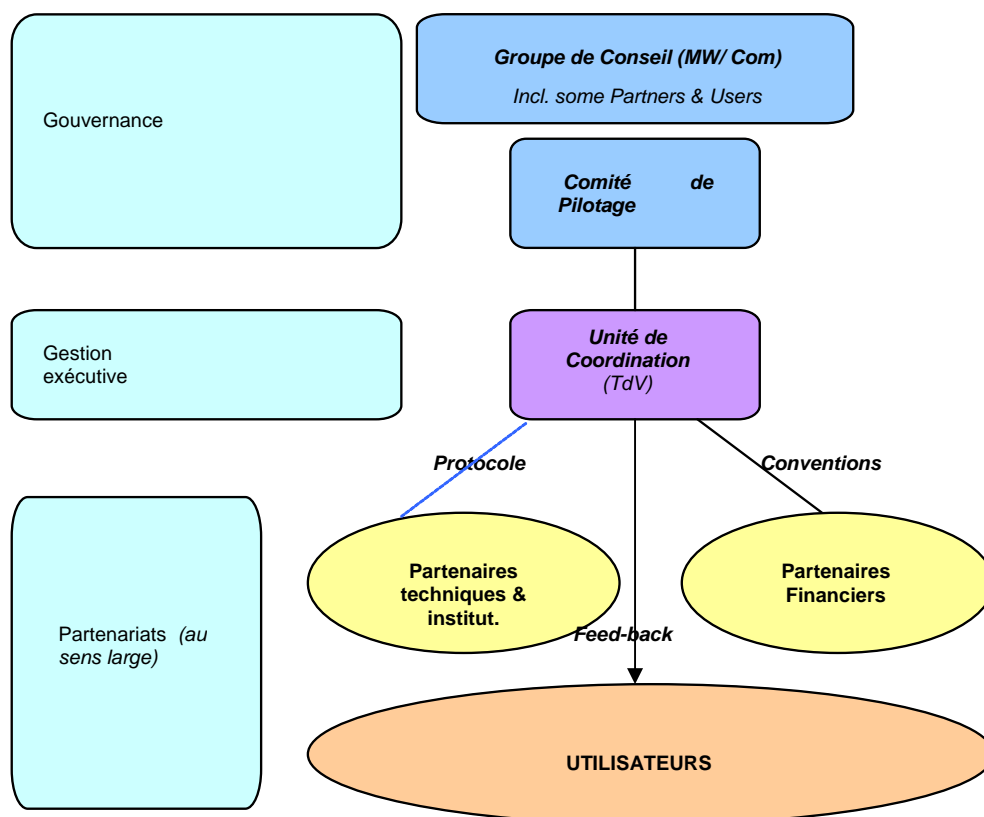 Groupe de Conseil (MW/ Com)
Incl. some Partners & Users
Gouvernance
Comité de
Pilotage
Unité de
Coordination
(TdV)
Gestion
exécutive
Protocole
Conventions
Partenaires
techniques &
institut.
Partenaires
Financiers
Feed-back
Partenariats (au
sens large)
UTILISATEURS